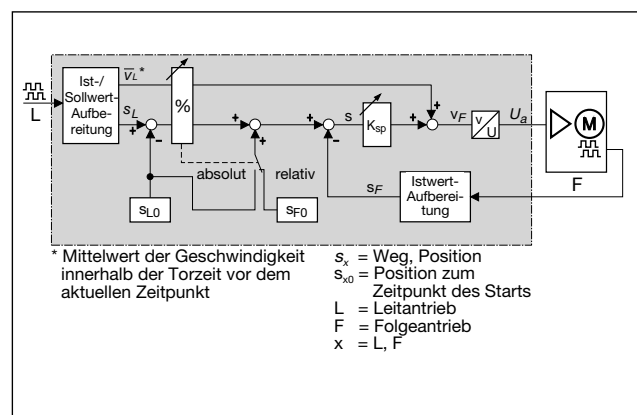 L
Ist-/
Sollwert-
Aufbe-
reitung
v̅L*
sL
+
−
%
+
+
+
−
s
Ksp
+
+
vF
v
U
Ua
M
F
absolut
relativ
sL0
sF0
sF
Istwert-
Aufberei-
tung
* Mittelwert der Geschwindigkeit
innerhalb der Torzeit vor dem
aktuellen Zeitpunkt
sx = Weg, Position
sx0 = Position zum
Zeitpunkt des Starts
L = Leitantrieb
F = Folgeantrieb
x = L, F